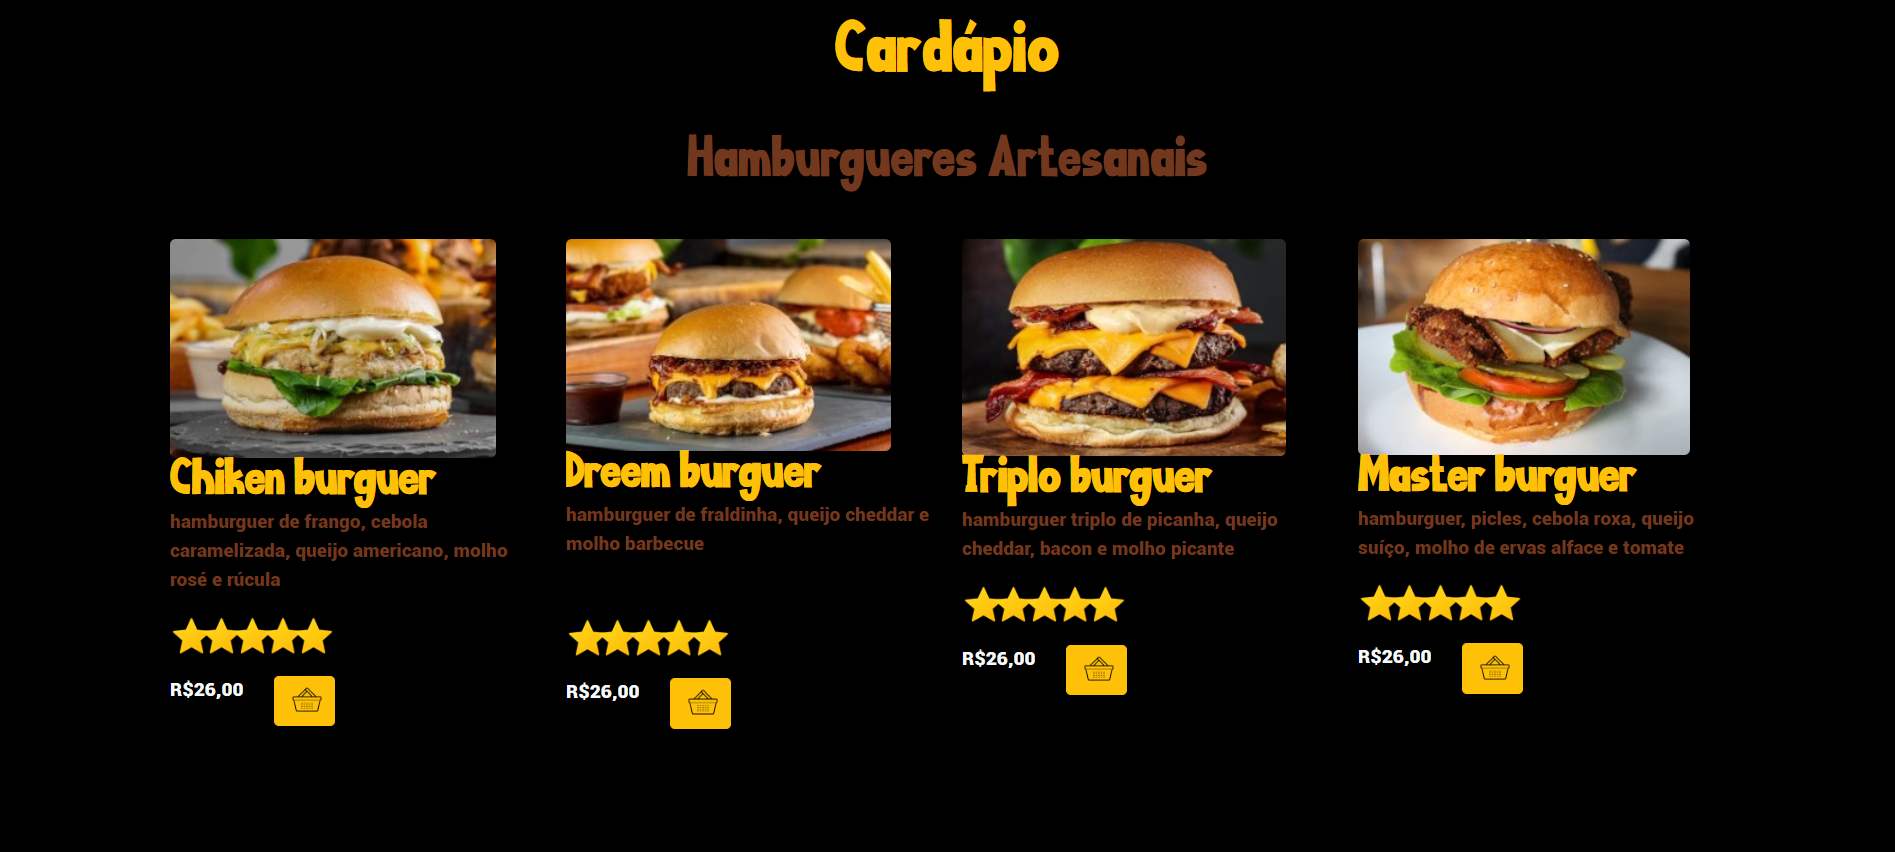 Cardápio
Hamburgueres Artesanais
Chiken burguer
hamburguer de frango, cebola
caramelizada, queijo americano, molho
rosé e rúcula
R$26,00
Dreem burguer
hamburguer de fraldinha, queijo cheddar e
molho barbecue
R$26,00
Triplo burguer
hamburguer triplo de picanha, queijo
cheddar, bacon e molho picante
R$26,00
Master burguer
hamburguer, picles, cebola roxa, queijo
suíço, molho de ervas alface e tomate
R$26,00